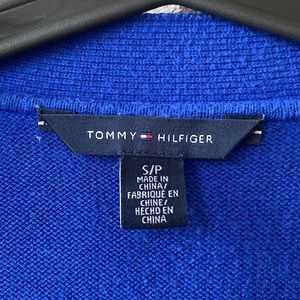 TOMMY HILFIGER
S/P
MADE IN
CHINA/
FABRIQUÉ EN
CHINE/
HECHO EN
CHINA